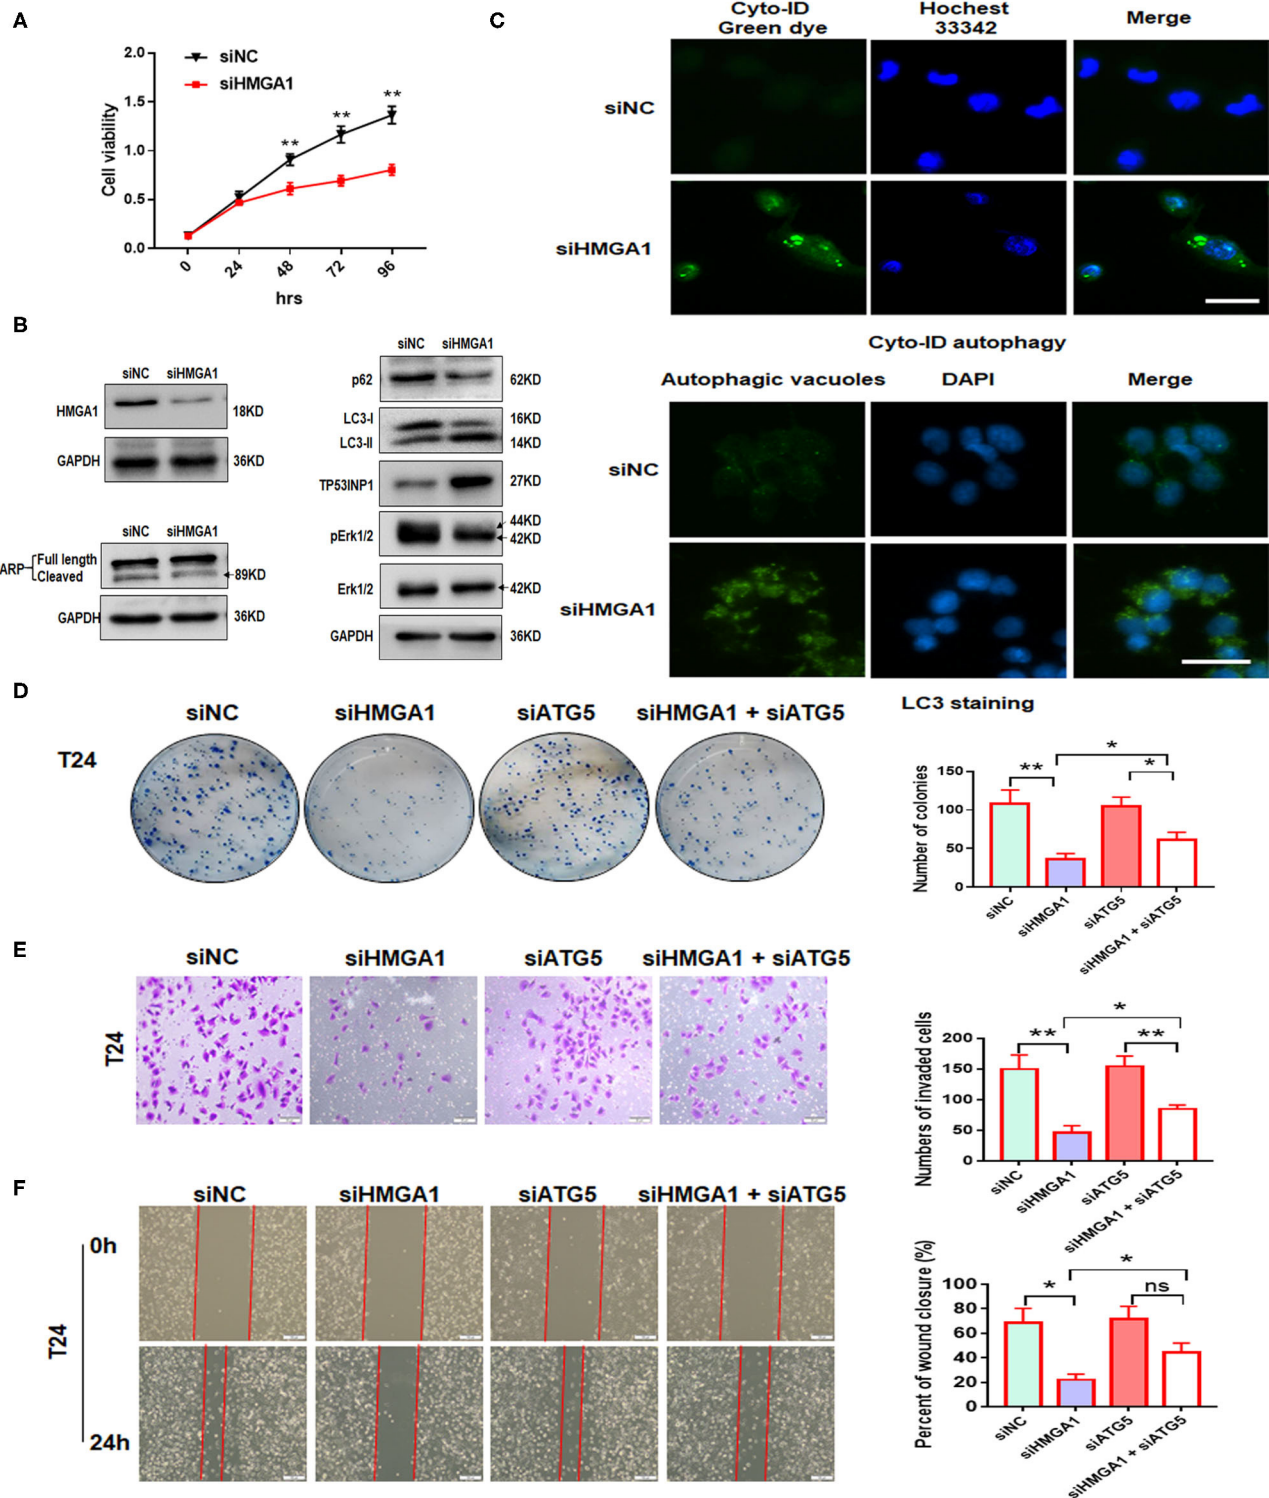 A
2.0
1.5
1.0
0.5
0.0
Cell viability
siNC
siHMGA1
**
**
**
0
24
48
72
96
hrs
B
siNC siHMGA1
HMGA1
18KD
GAPDH
36KD
siNC siHMGA1
ARP
Full length
Cleaved
89KD
GAPDH
36KD
siNC siHMGA1
p62
62KD
LC3-I
16KD
LC3-II
14KD
TP53INP1
27KD
pErk1/2
44KD
42KD
Erk1/2
42KD
GAPDH
36KD
C
Cyto-ID
Green dye
Hochest
33342
Merge
siNC
siHMGA1
Cyto-ID autophagy
Autophagic vacuoles
DAPI
Merge
siNC
siHMGA1
LC3 staining
D
siNC
siHMGA1
siATG5
siHMGA1 + siATG5
T24
Number of colonies
150
100
50
0
**
*
*
siNC
siHMGA1
siATG5
siHMGA1 + siATG5
E
siNC
siHMGA1
siATG5
siHMGA1 + siATG5
T24
Numbers of invaded cells
200
150
100
50
0
**
**
*
siNC
siHMGA1
siATG5
siHMGA1 + siATG5
F
siNC
siHMGA1
siATG5
siHMGA1 + siATG5
0h
T24
24h
Percent of wound closure (%)
100
80
60
40
20
0
*
ns
*
siNC
siHMGA1
siATG5
siHMGA1 + siATG5